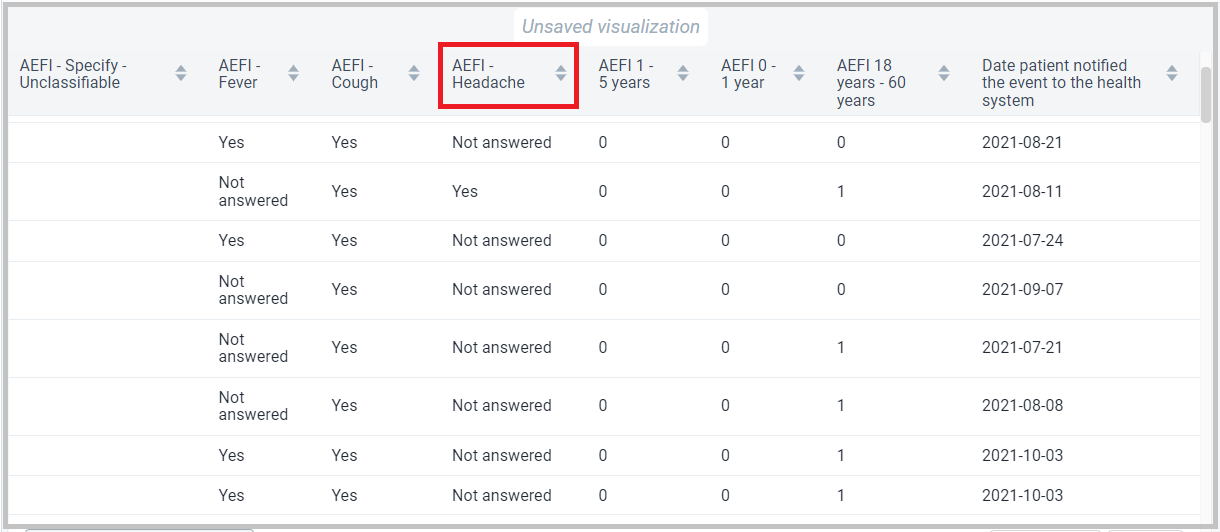 Unsaved visualization
AEFI - Specify -
Unclassifiable
AEFI -
Fever
AEFI -
Cough
AEFI -
Headache
AEFI 1 -
5 years
AEFI 0 -
1 year
AEFI 18
years - 60
years
Date patient notified
the event to the health
system
Yes Yes Not answered 0 0 0 2021-08-21
Not
answered
Yes Yes 0 0 1 2021-08-11
Yes Yes Not answered 0 0 0 2021-07-24
Not
answered
Yes Not answered 0 0 0 2021-09-07
Not
answered
Yes Not answered 0 0 1 2021-07-21
Not
answered
Yes Not answered 0 0 1 2021-08-08
Yes Yes Not answered 0 0 1 2021-10-03
Yes Yes Not answered 0 0 1 2021-10-03